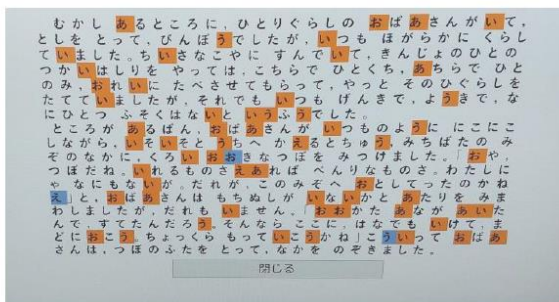 むかし あるところに，ひとりぐらしの おばあさんがいて，
としを とって，びんぼうでしたが，いつも ほがらかに くらし
ていました。ちいさなこやに すんでいて，きんじょのひとの
つかいはしりを やっては，こちらで ひとくち，あちらで ひと
のみ，おれいに たべさせてもらって，やっと そのひぐらしを
たてていましたが，それでも いつも げんきで，ようきで，な
にひとつ ふそくはないと いうふうでした。
ところが あるばん，おばあさんが いつものように にこにこ
しながら，いそいそと うちへ かえるとちゅう，みちばたの み
ぞのなかに，くろい おおきなつぼを みつけました。「おや，
つぼだね。いれるものさえあれば べんりなものさ。わたしに
ゃ なにもないが。だれが，このみぞへ おとしてったのかね
え」と，おばあさんは もちぬしが いないかと あたりを みま
わしましたが，だれも いません。「おおかた あなが あいた
んで，すてたんだろう。そんなら ここに，はなでも いけて，ま
どに おこう。ちょっくら もっていこうかね」こういって おばあ
さんは，つぼのふたを とって，なかを のぞきました。
閉じる